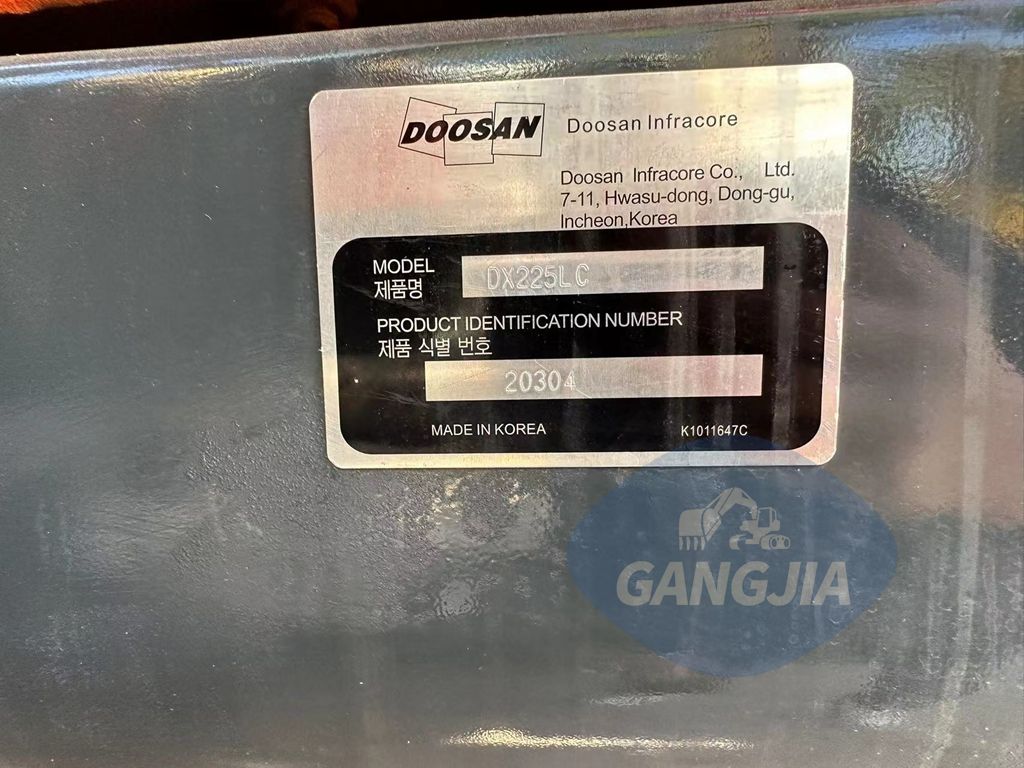 DOOSAN
Doosan Infracore
Doosan Infracore Co., Ltd.
7-11, Hwasu-dong, Dong-gu,
Incheon,Korea
MODEL
제품명
DX225LC
PRODUCT IDENTIFICATION NUMBER
제품 식별 번호
20304
MADE IN KOREA
K1011647C
GANGJIA